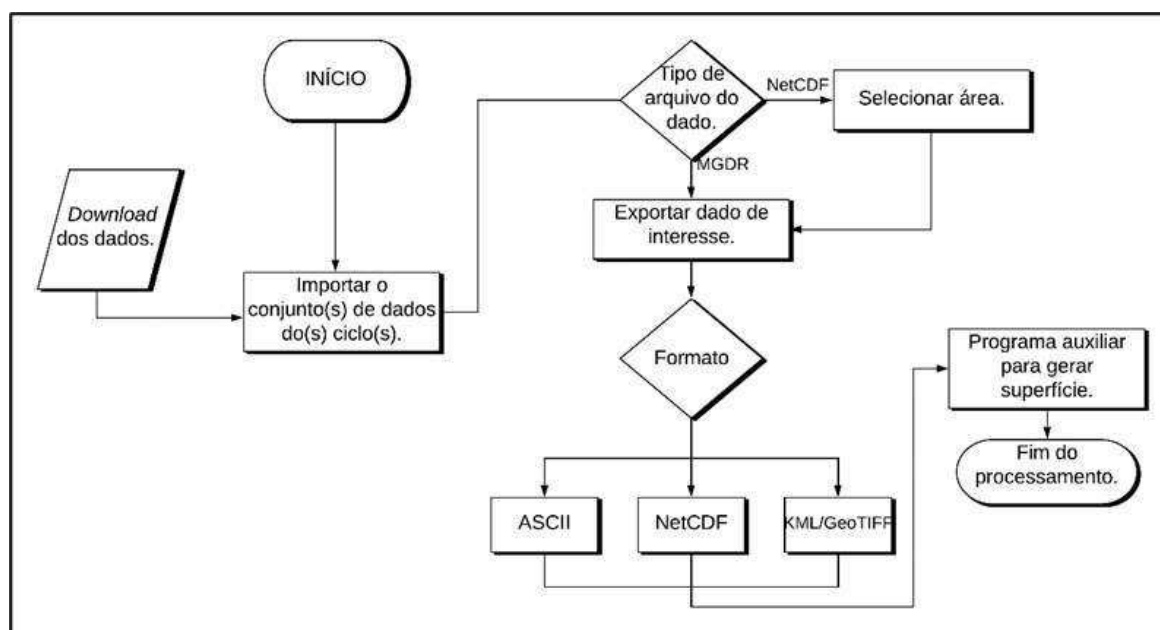 INÍCIO
Download
dos dados.
Importar o
conjunto(s) de dados
do(s) ciclo(s).
Tipo de
arquivo do
dado.
NetCDF
Selecionar área.
MGDR
Exportar dado de
interesse.
Formato
ASCII
NetCDF
KML/GeoTIFF
Programa auxiliar
para gerar
superfície.
Fim do
processamento.